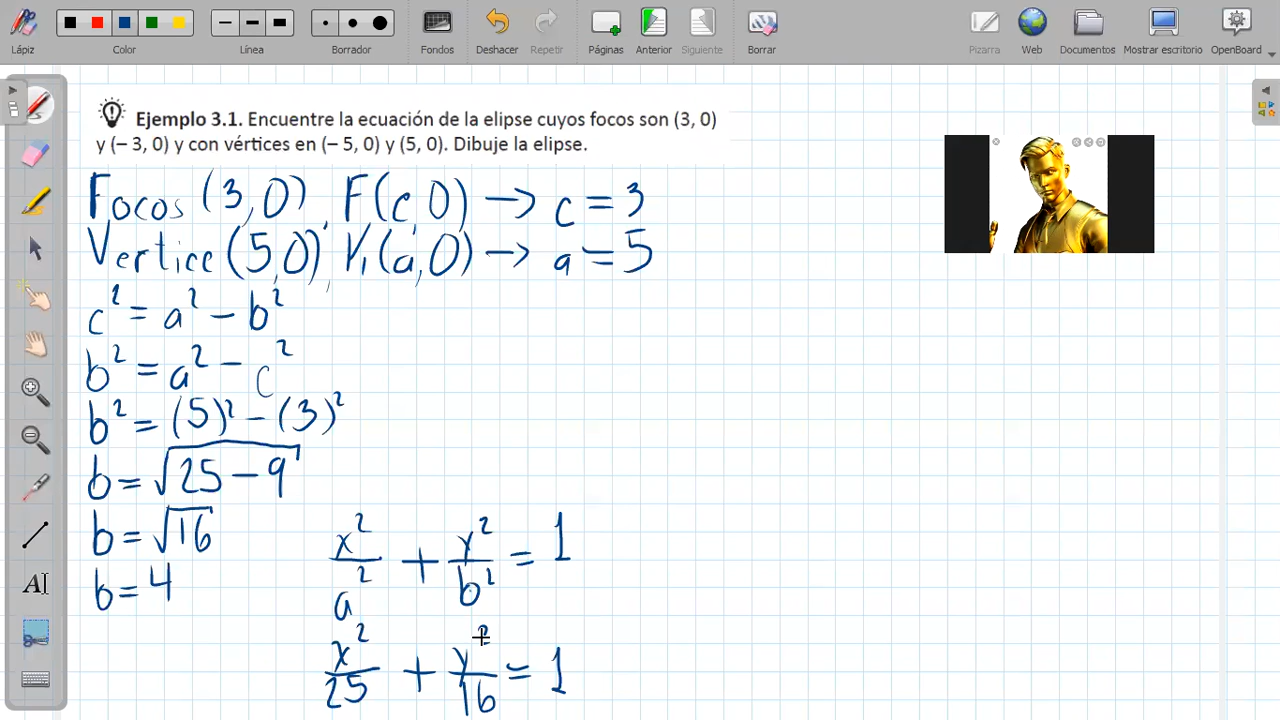 Lápiz Color Línea Borrador Fondos Deshacer Repetir Páginas Anterior Siguiente Borrar Pizarra Web Documentos Mostrar escritorio OpenBoard
Ejemplo 3.1. Encuentre la ecuación de la elipse cuyos focos son (3, 0)
y (– 3, 0) y con vértices en (– 5, 0) y (5, 0). Dibuje la elipse.
Focos (3,0), F(c,0) → c = 3
Vertice (5,0), V₁(a,0) → a = 5
c² = a² − b²
b² = a² − c²
b² = (5)² − (3)²
b = √25 − 9
b = √16
b = 4
x²/a² + y²/b² = 1
x²/25 + y²/16 = 1